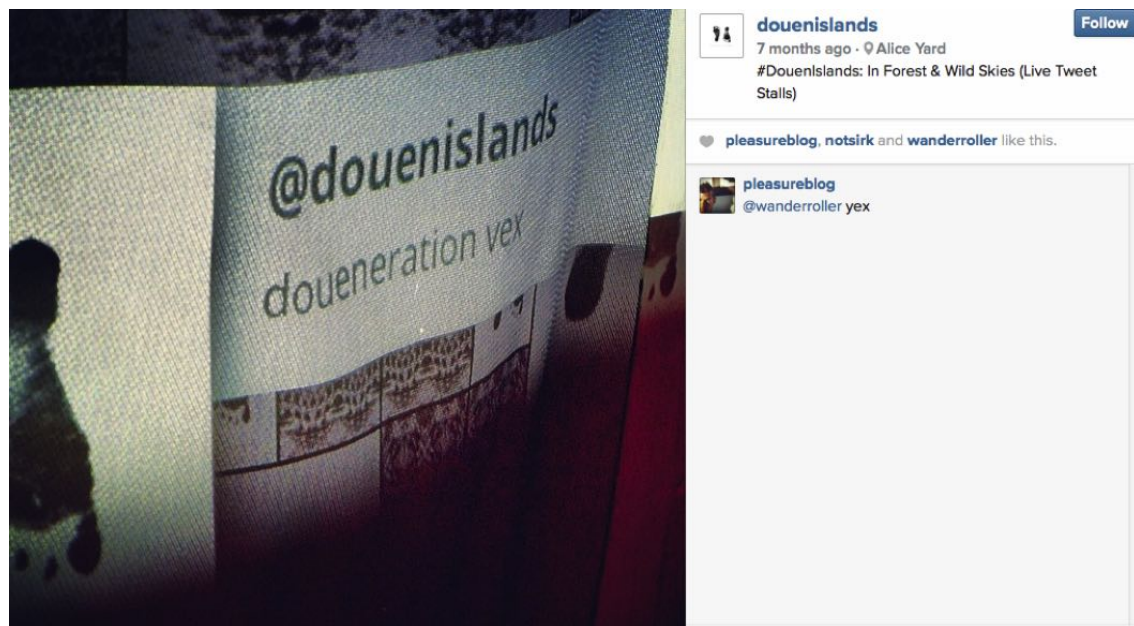 @douenislands
doueneration vex
douenislands
Follow
7 months ago · Alice Yard
#DouenIslands: In Forest & Wild Skies (Live Tweet
Stalls)
pleasureblog, notsirk and wanderroller like this.
pleasureblog
@wanderroller yex